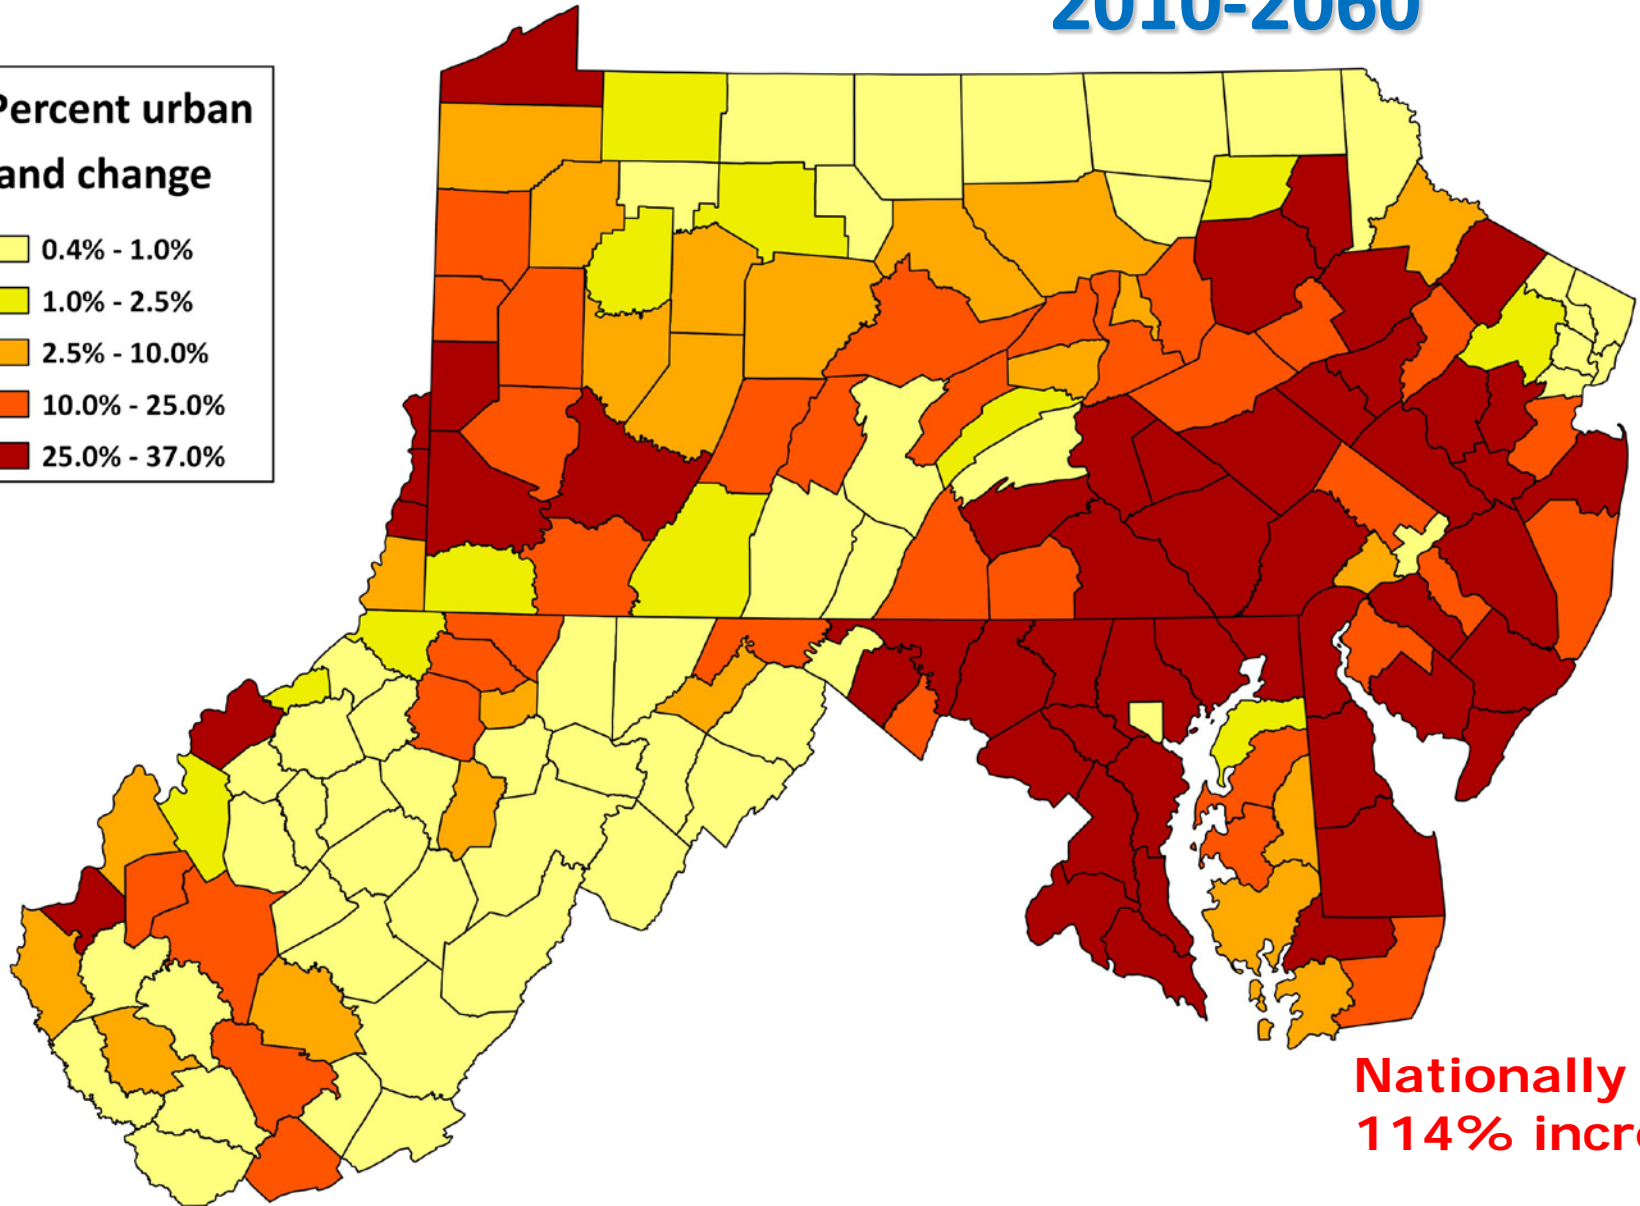 2010-2060
Percent urban
and change
0.4% - 1.0%
1.0% - 2.5%
2.5% - 10.0%
10.0% - 25.0%
25.0% - 37.0%
Nationally
114% incre